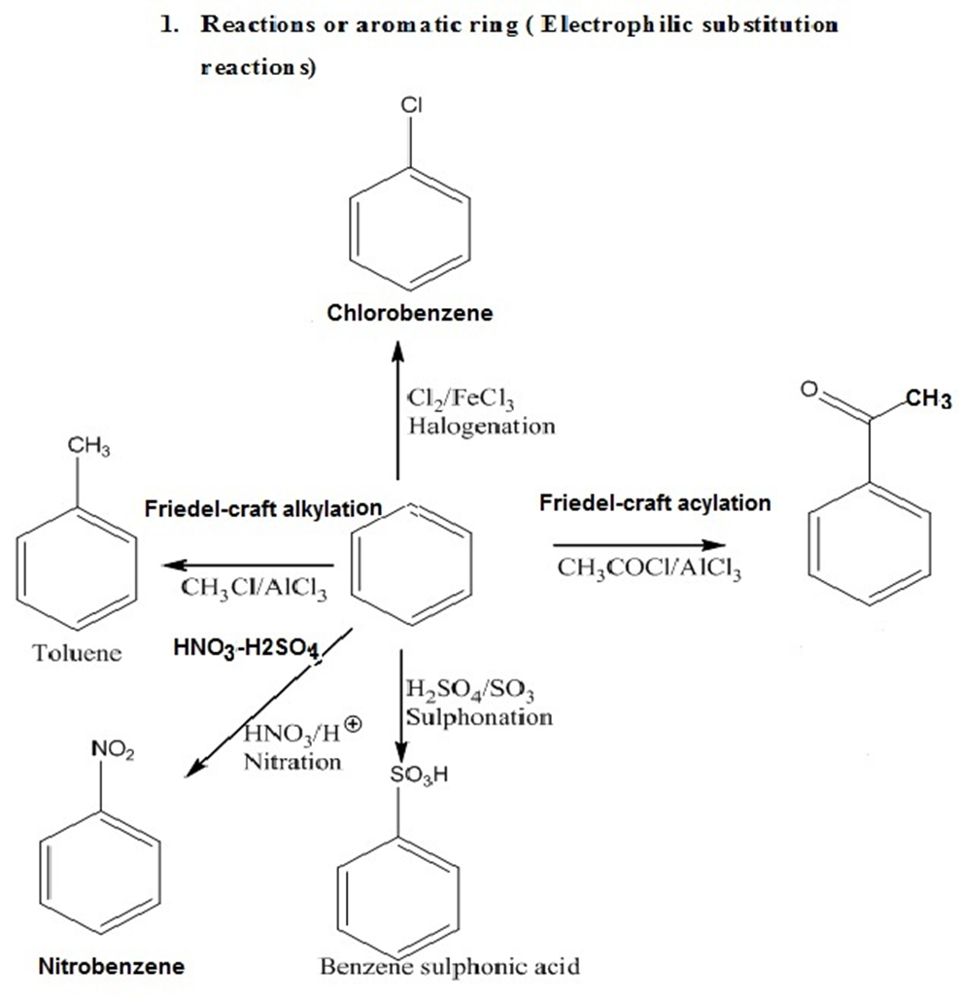 1. Reactions or aromatic ring ( Electrophilic substitution
reactions)
Cl
Chlorobenzene
Cl2/FeCl3
Halogenation
O
CH3
CH3
Friedel-craft alkylation
Friedel-craft acylation
CH3Cl/AlCl3
CH3COCl/AlCl3
Toluene
HNO3-H2SO4
H2SO4/SO3
Sulphonation
HNO3/H⊕
Nitration
NO2
SO3H
Nitrobenzene
Benzene sulphonic acid